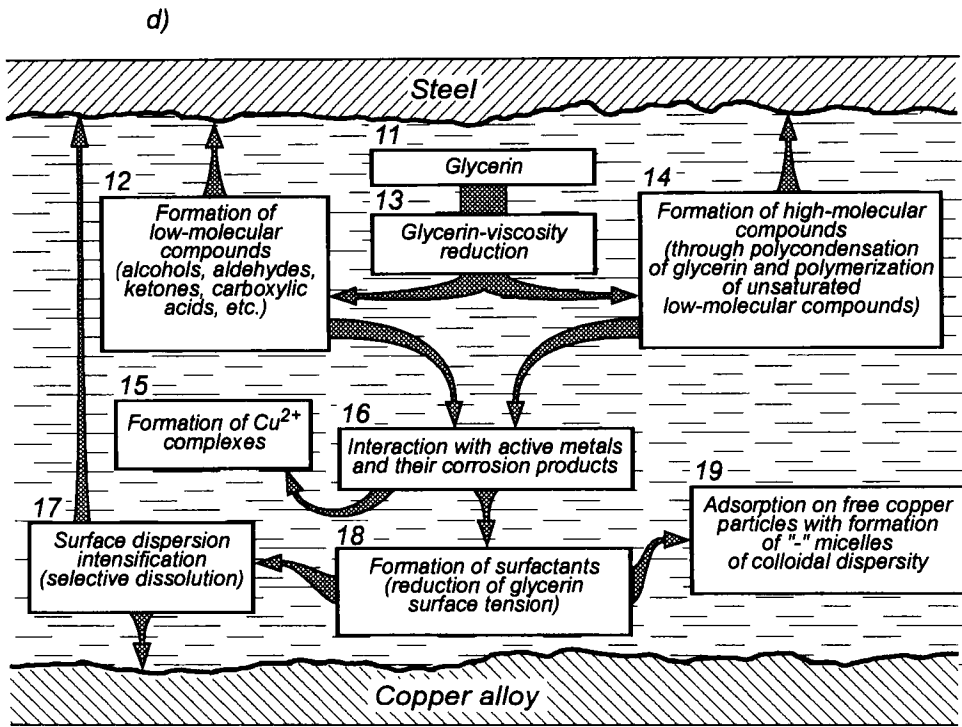 d)
Steel
11
Glycerin
12
Formation of
low-molecular
compounds
(alcohols, aldehydes,
ketones, carboxylic
acids, etc.)
13
Glycerin-viscosity
reduction
14
Formation of high-molecular
compounds
(through polycondensation
of glycerin and polymerization
of unsaturated
low-molecular compounds)
15
Formation of Cu²⁺
complexes
16
Interaction with active metals
and their corrosion products
17
Surface dispersion
intensification
(selective dissolution)
18
Formation of surfactants
(reduction of glycerin
surface tension)
19
Adsorption on free copper
particles with formation
of "-" micelles
of colloidal dispersity
Copper alloy